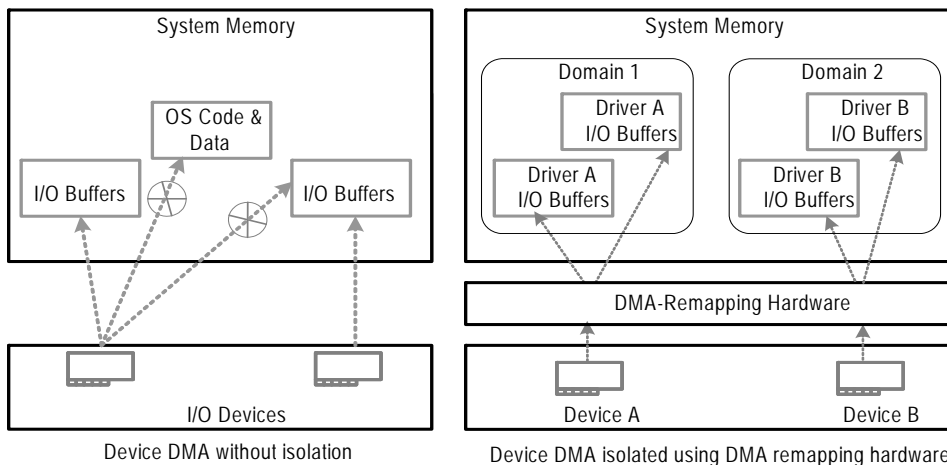 System Memory
OS Code &
Data
I/O Buffers
I/O Buffers
I/O Devices
Device DMA without isolation
System Memory
Domain 1
Driver A
I/O Buffers
Driver A
I/O Buffers
Domain 2
Driver B
I/O Buffers
Driver B
I/O Buffers
DMA-Remapping Hardware
Device A
Device B
Device DMA isolated using DMA remapping hardware